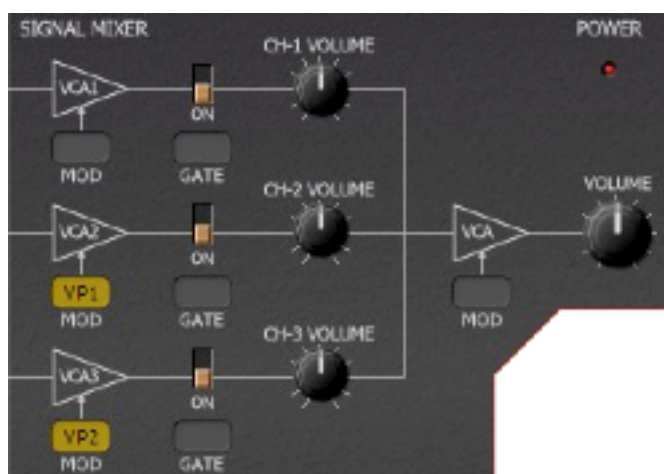 SIGNAL MIXER
POWER
CH-1 VOLUME
VCA1
ON
MOD
GATE
CH-2 VOLUME
VOLUME
VCA2
VCA
ON
VP1
MOD
GATE
MOD
CH-3 VOLUME
VCA3
ON
VP2
MOD
GATE